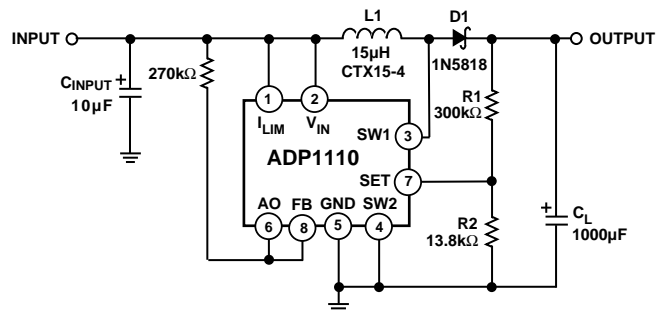 L1
D1
INPUT
OUTPUT
15µH
CTX15-4
1N5818
CINPUT
+
10µF
270kΩ
R1
300kΩ
1
2
ILIM
VIN
SW1
3
ADP1110
SET
7
AO
FB
GND
SW2
6
8
5
4
R2
13.8kΩ
+
CL
1000µF